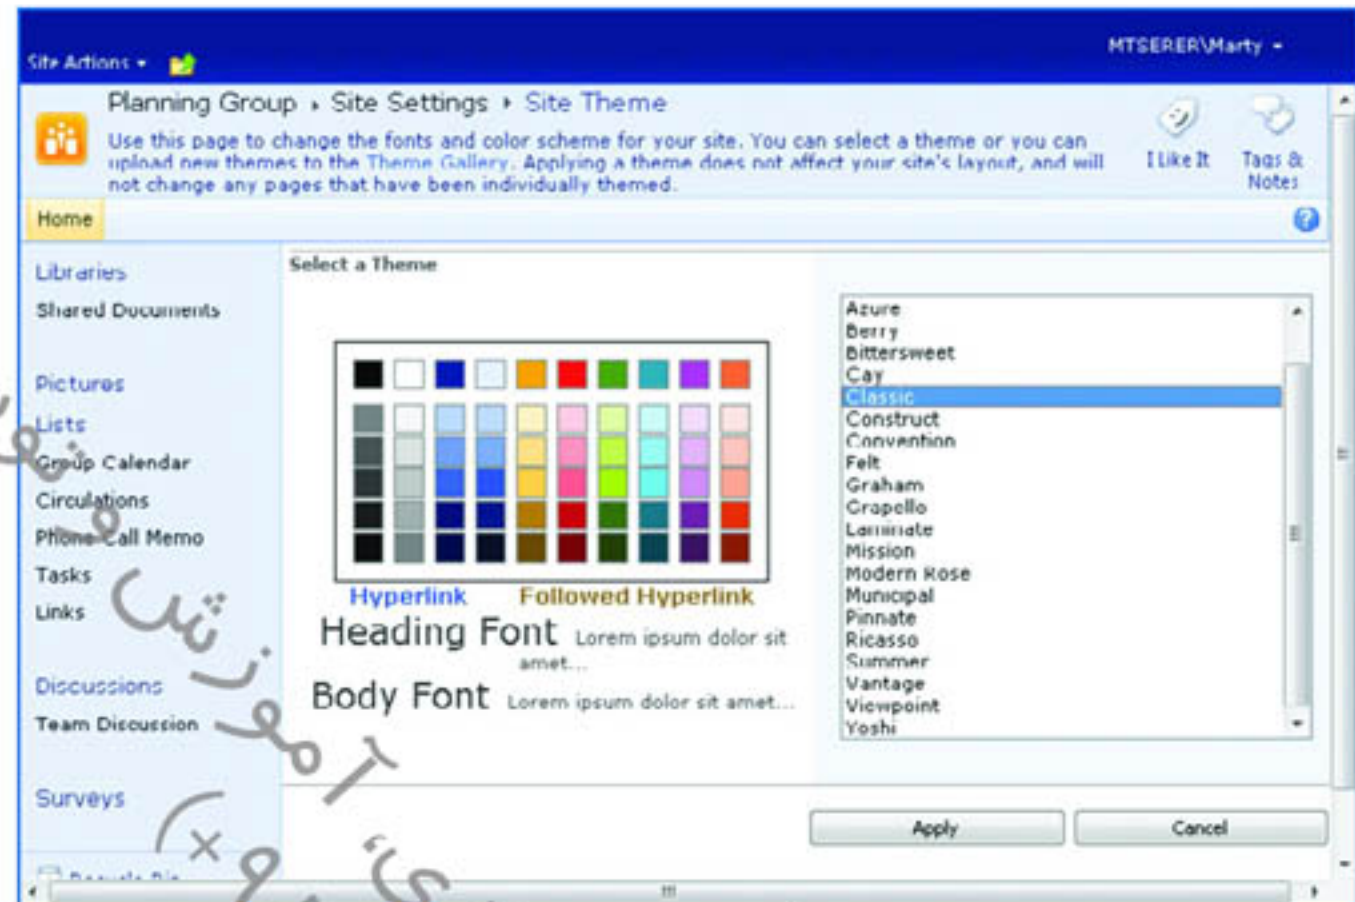 MTSERER\Marty
Site Actions
Planning Group › Site Settings › Site Theme
Use this page to change the fonts and color scheme for your site. You can select a theme or you can
upload new themes to the Theme Gallery. Applying a theme does not affect your site's layout, and will
not change any pages that have been individually themed.
I Like It
Tags &
Notes
Home
Libraries
Shared Documents
Pictures
Lists
Group Calendar
Circulations
Phone Call Memo
Tasks
Links
Discussions
Team Discussion
Surveys
Select a Theme
Hyperlink Followed Hyperlink
Heading Font Lorem ipsum dolor sit
amet...
Body Font Lorem ipsum dolor sit amet...
Azure
Berry
Bittersweet
Cay
Classic
Construct
Convention
Felt
Graham
Grapello
Laminate
Mission
Modern Rose
Municipal
Pinnate
Ricasso
Summer
Vantage
Viewpoint
Yoshi
Apply
Cancel
آموزش